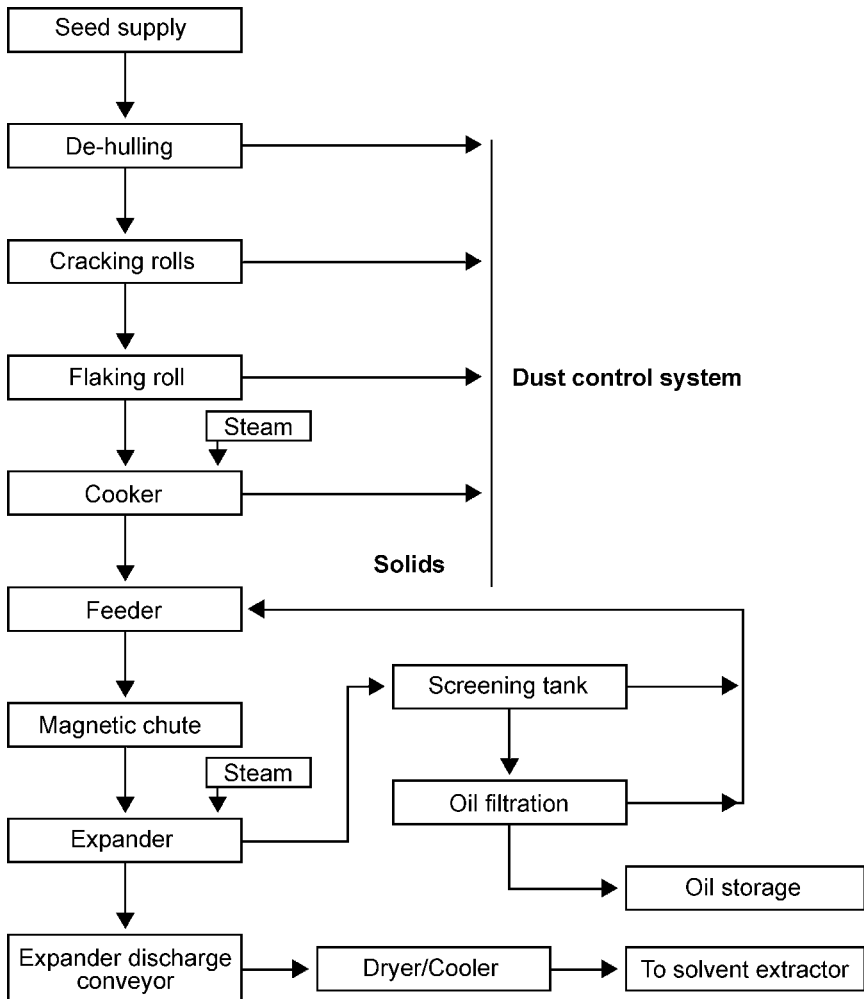 Seed supply
De-hulling
Cracking rolls
Flaking roll
Dust control system
Steam
Cooker
Solids
Feeder
Screening tank
Magnetic chute
Steam
Oil filtration
Expander
Oil storage
Expander discharge
conveyor
Dryer/Cooler
To solvent extractor